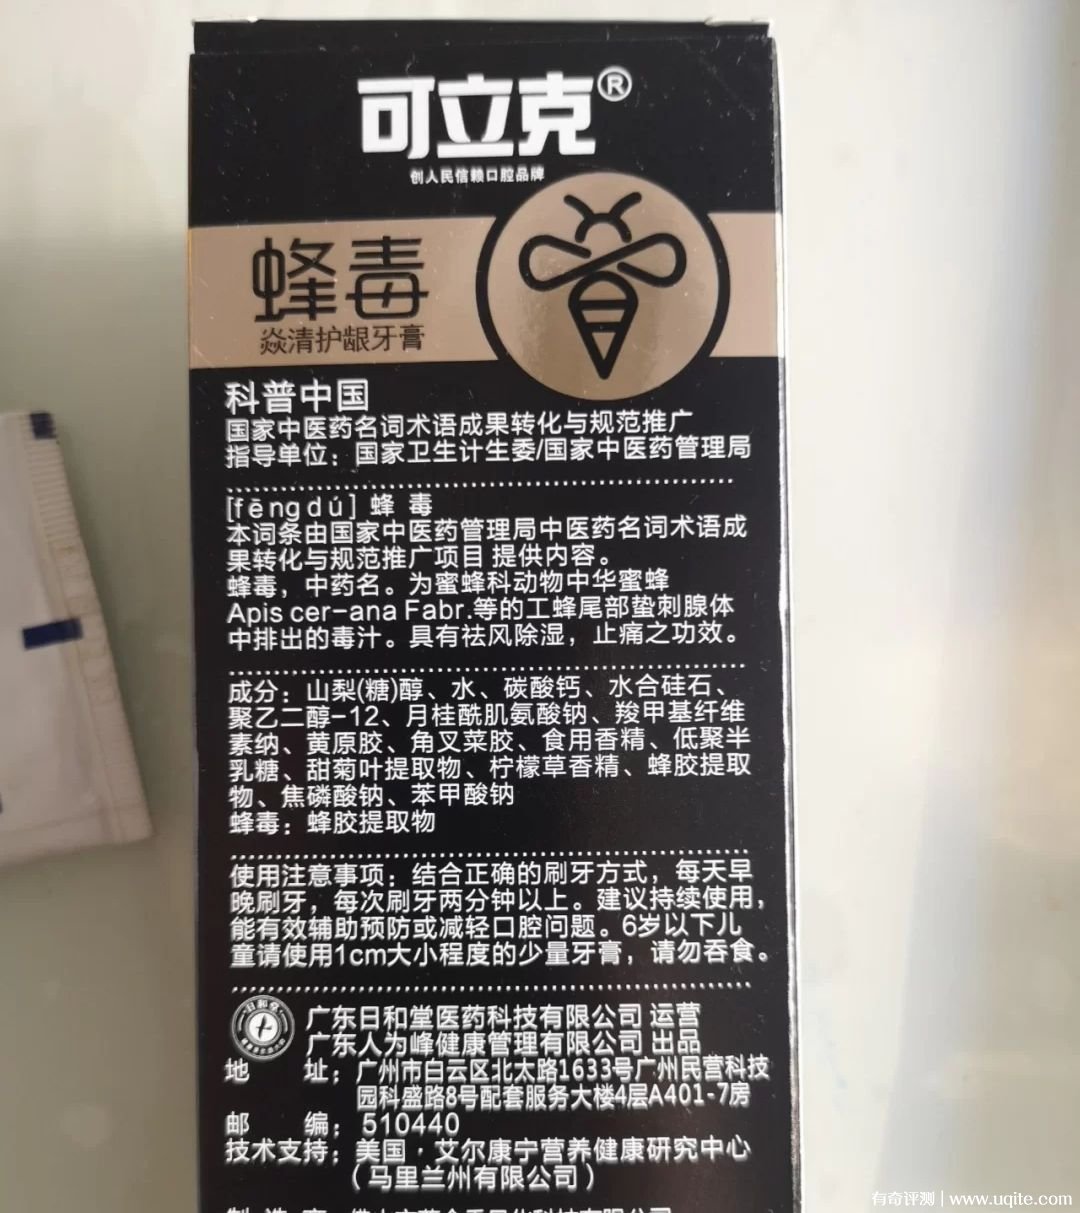 可立克®
创人民信赖口腔品牌
蜂毒
焱清护龈牙膏
科普中国
国家中医药名词术语成果转化与规范推广
指导单位：国家卫生计生委/国家中医药管理局
[fēng dú] 蜂 毒
本词条由国家中医药管理局中医药名词术语成
果转化与规范推广项目 提供内容。
蜂毒，中药名。为蜜蜂科动物中华蜜蜂
Apis cer-ana Fabr.等的工蜂尾部蛰刺腺体
中排出的毒汁。具有祛风除湿，止痛之功效。
成分：山梨(糖)醇、水、碳酸钙、水合硅石、
聚乙二醇-12、月桂酰肌氨酸钠、羧甲基纤维
素纳、黄原胶、角叉菜胶、食用香精、低聚半
乳糖、甜菊叶提取物、柠檬草香精、蜂胶提取
物、焦磷酸钠、苯甲酸钠
蜂毒：蜂胶提取物
使用注意事项：结合正确的刷牙方式，每天早
晚刷牙，每次刷牙两分钟以上。建议持续使用，
能有效辅助预防或减轻口腔问题。6岁以下儿
童请使用1cm大小程度的少量牙膏，请勿吞食。
日和堂
广东日和堂医药科技有限公司 运营
广东人为峰健康管理有限公司 出品
地 址：广州市白云区北太路1633号广州民营科技
园科盛路8号配套服务大楼4层A401-7房
邮 编：510440
技术支持：美国·艾尔康宁营养健康研究中心
（马里兰州有限公司）
有奇评测 | www.uqite.com